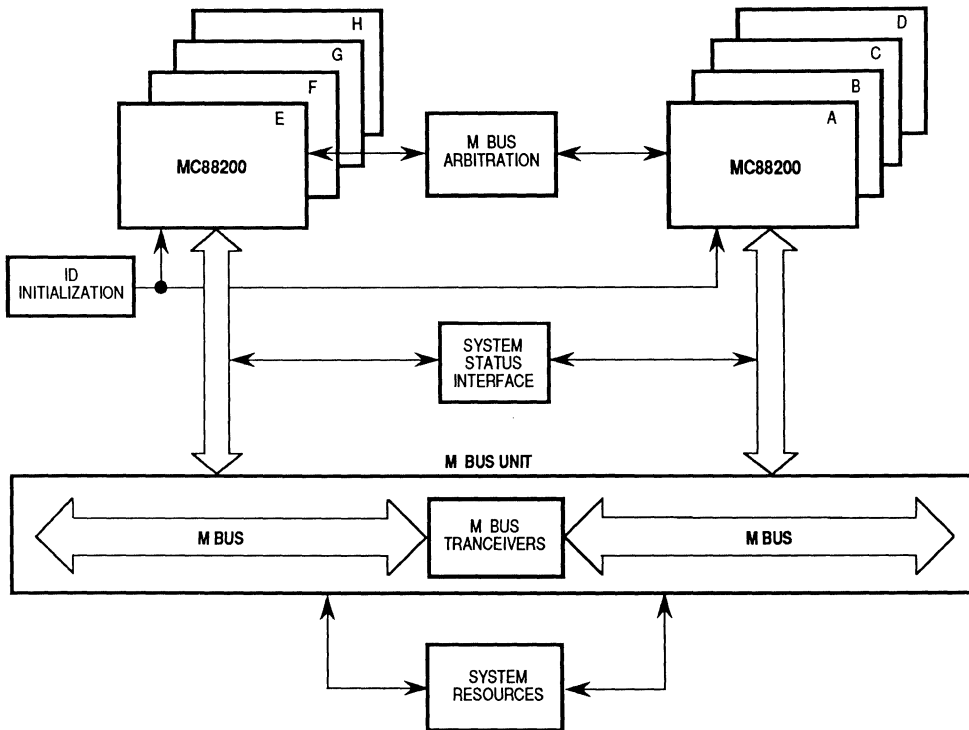 H
G
F
E
MC88200
D
C
B
A
MC88200
M BUS
ARBITRATION
ID
INITIALIZATION
SYSTEM
STATUS
INTERFACE
M BUS UNIT
M BUS
M BUS
TRANCEIVERS
M BUS
SYSTEM
RESOURCES